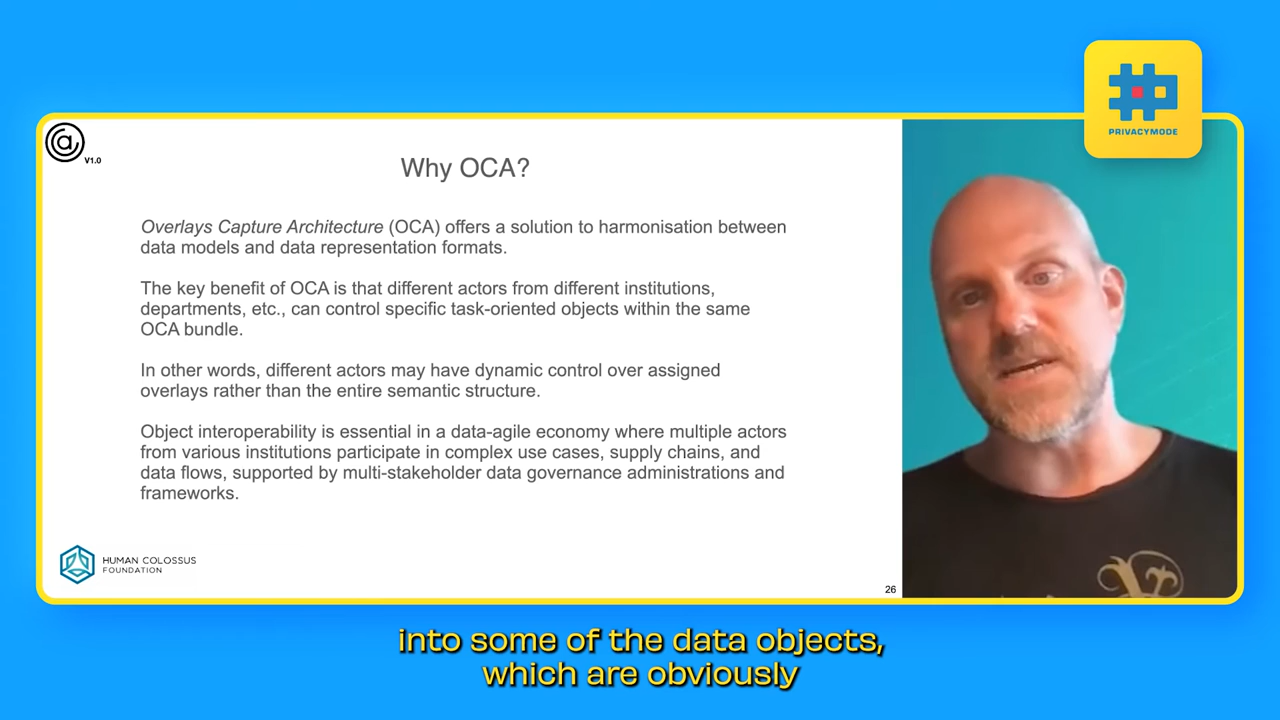 PRIVACYMODE
V1.0
Why OCA?
Overlays Capture Architecture (OCA) offers a solution to harmonisation between
data models and data representation formats.
The key benefit of OCA is that different actors from different institutions,
departments, etc., can control specific task-oriented objects within the same
OCA bundle.
In other words, different actors may have dynamic control over assigned
overlays rather than the entire semantic structure.
Object interoperability is essential in a data-agile economy where multiple actors
from various institutions participate in complex use cases, supply chains, and
data flows, supported by multi-stakeholder data governance administrations and
frameworks.
HUMAN COLOSSUS
FOUNDATION
26
into some of the data objects,
which are obviously